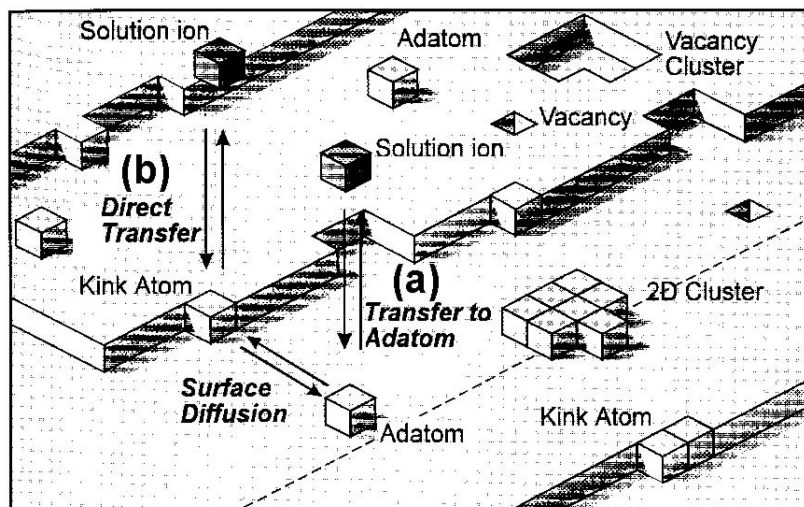 Solution ion
Adatom
Vacancy
Cluster
Vacancy
Solution ion
(b)
Direct
Transfer
Kink Atom
(a)
Transfer to
Adatom
2D Cluster
Surface
Diffusion
Adatom
Kink Atom